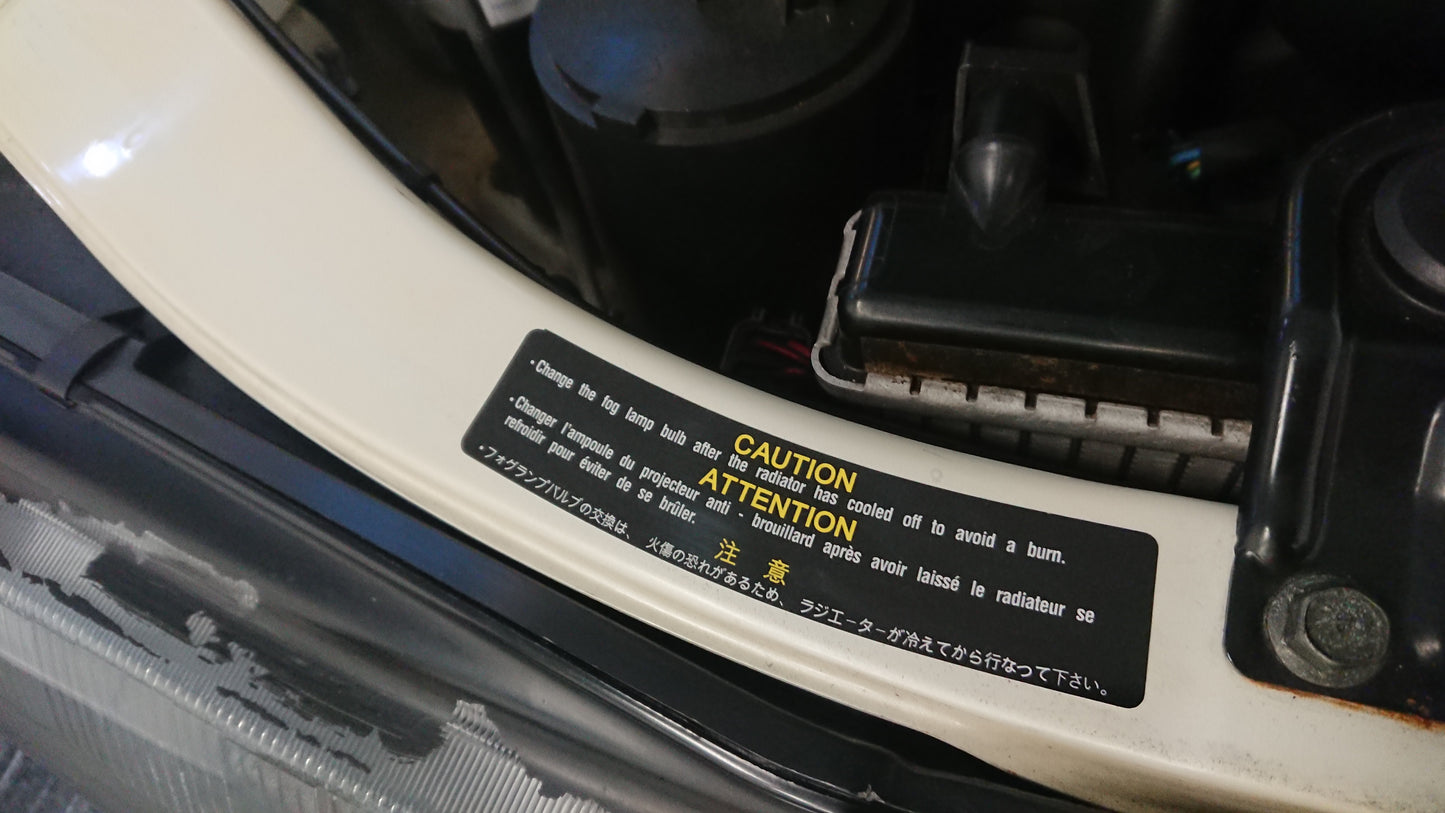 CAUTION
・Change the fog lamp bulb after the radiator has cooled off to avoid a burn.
ATTENTION
・Changer l'ampoule du projecteur anti - brouillard après avoir laissé le radiateur se
refroidir pour éviter de se brûler.
注 意
・フォグランプバルブの交換は、火傷の恐れがあるため、ラジエーターが冷えてから行なって下さい。